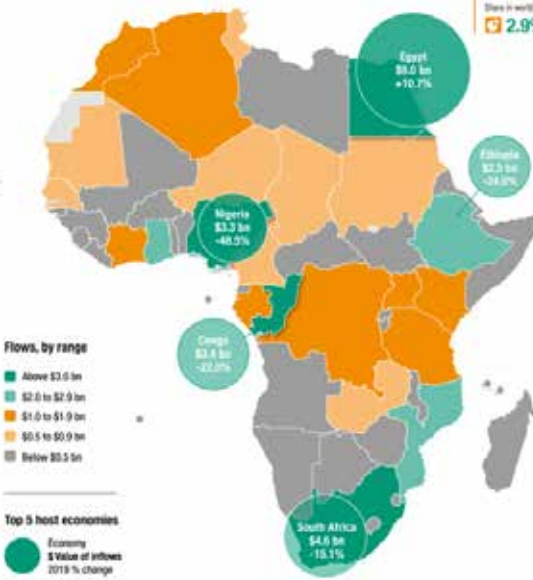 Share in world
2.9%
Egypt
$9.0 bn
+10.7%
Ethiopia
$2.5 bn
-24.0%
Nigeria
$3.3 bn
-48.5%
Congo
$3.4 bn
-22.0%
South Africa
$4.6 bn
-15.1%
Flows, by range
Above $3.0 bn
$2.0 to $2.9 bn
$1.0 to $1.9 bn
$0.5 to $0.9 bn
Below $0.5 bn
Top 5 host economies
Economy
$ Value of inflows
2019 % change